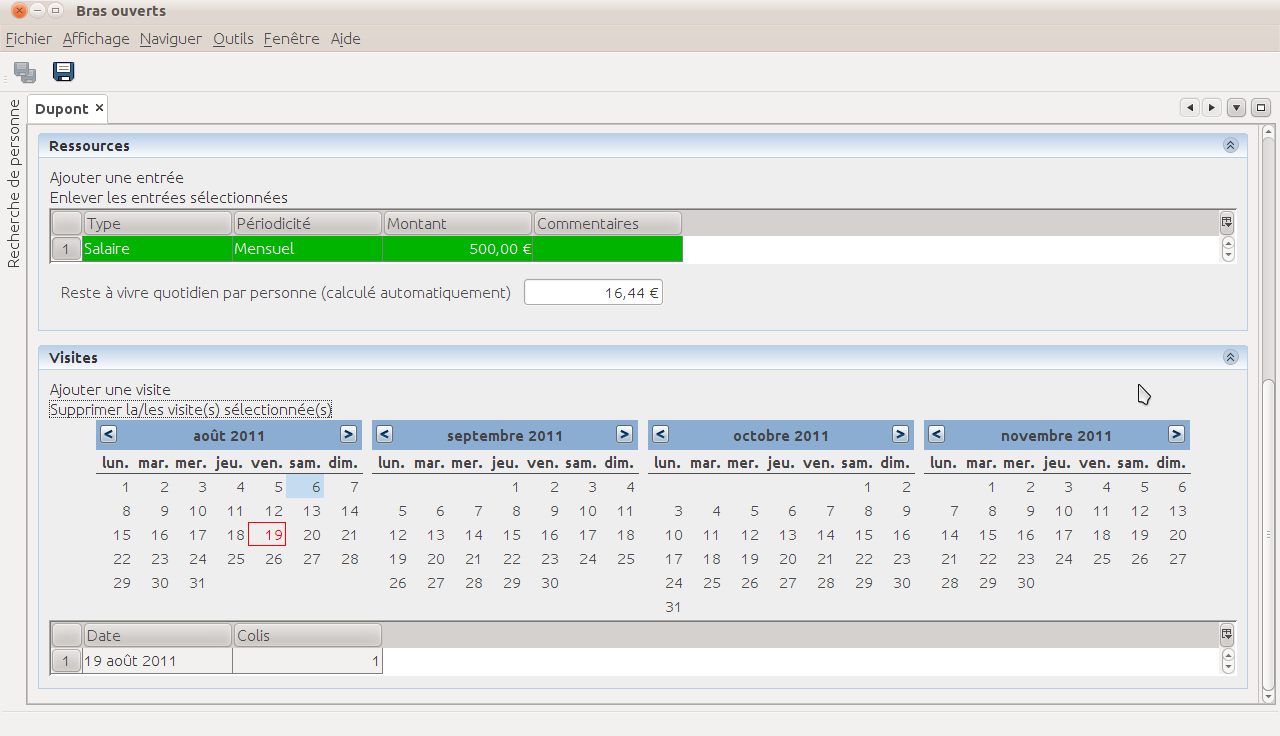 Bras ouverts
Fichier Affichage Naviguer Outils Fenêtre Aide
Recherche de personne
Dupont
Ressources
Ajouter une entrée
Enlever les entrées sélectionnées
Type Périodicité Montant Commentaires
1 Salaire Mensuel 500,00 €
Reste à vivre quotidien par personne (calculé automatiquement) 16,44 €
Visites
Ajouter une visite
Supprimer la/les visite(s) sélectionnée(s)
< août 2011 > < septembre 2011 > < octobre 2011 > < novembre 2011 >
lun. mar. mer. jeu. ven. sam. dim. lun. mar. mer. jeu. ven. sam. dim. lun. mar. mer. jeu. ven. sam. dim. lun. mar. mer. jeu. ven. sam. dim.
1 2 3 4 5 6 7 1 2 3 4 1 2 1 2 3 4 5 6
8 9 10 11 12 13 14 5 6 7 8 9 10 11 3 4 5 6 7 8 9 7 8 9 10 11 12 13
15 16 17 18 19 20 21 12 13 14 15 16 17 18 10 11 12 13 14 15 16 14 15 16 17 18 19 20
22 23 24 25 26 27 28 19 20 21 22 23 24 25 17 18 19 20 21 22 23 21 22 23 24 25 26 27
29 30 31 26 27 28 29 30 24 25 26 27 28 29 30 28 29 30
31
Date Colis
1 19 août 2011 1